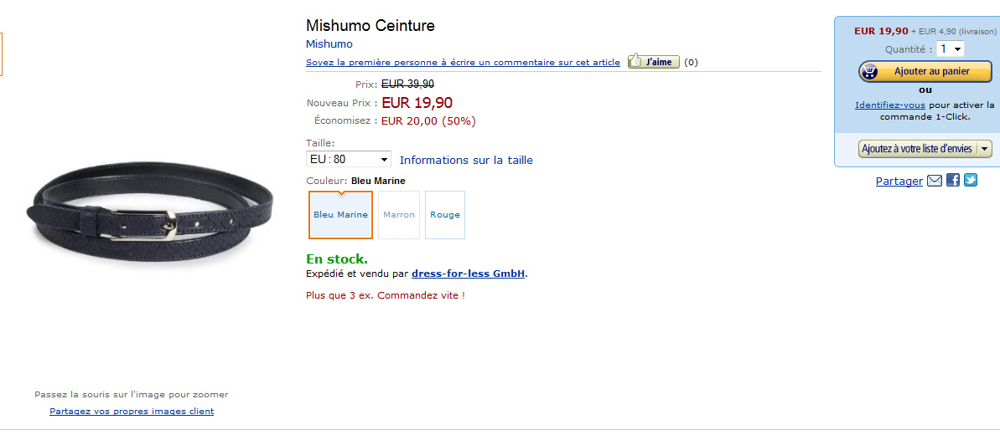 Mishumo Ceinture
Mishumo
Soyez la première personne à écrire un commentaire sur cet article J'aime (0)
Prix: EUR 39,90
Nouveau Prix : EUR 19,90
Économisez : EUR 20,00 (50%)
Taille:
EU : 80 Informations sur la taille
Couleur: Bleu Marine
Bleu Marine Marron Rouge
En stock.
Expédié et vendu par dress-for-less GmbH.
Plus que 3 ex. Commandez vite !
Passez la souris sur l'image pour zoomer
Partagez vos propres images client
EUR 19,90 + EUR 4,90 (livraison)
Quantité : 1
Ajouter au panier
ou
Identifiez-vous pour activer la
commande 1-Click.
Ajoutez à votre liste d'envies
Partager